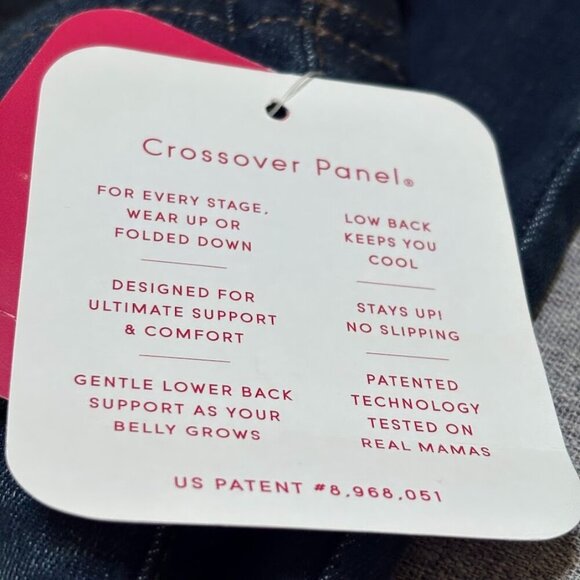 Crossover Panel®
FOR EVERY STAGE,
WEAR UP OR
FOLDED DOWN
DESIGNED FOR
ULTIMATE SUPPORT
& COMFORT
GENTLE LOWER BACK
SUPPORT AS YOUR
BELLY GROWS
LOW BACK
KEEPS YOU
COOL
STAYS UP!
NO SLIPPING
PATENTED
TECHNOLOGY
TESTED ON
REAL MAMAS
US PATENT #8,968,051